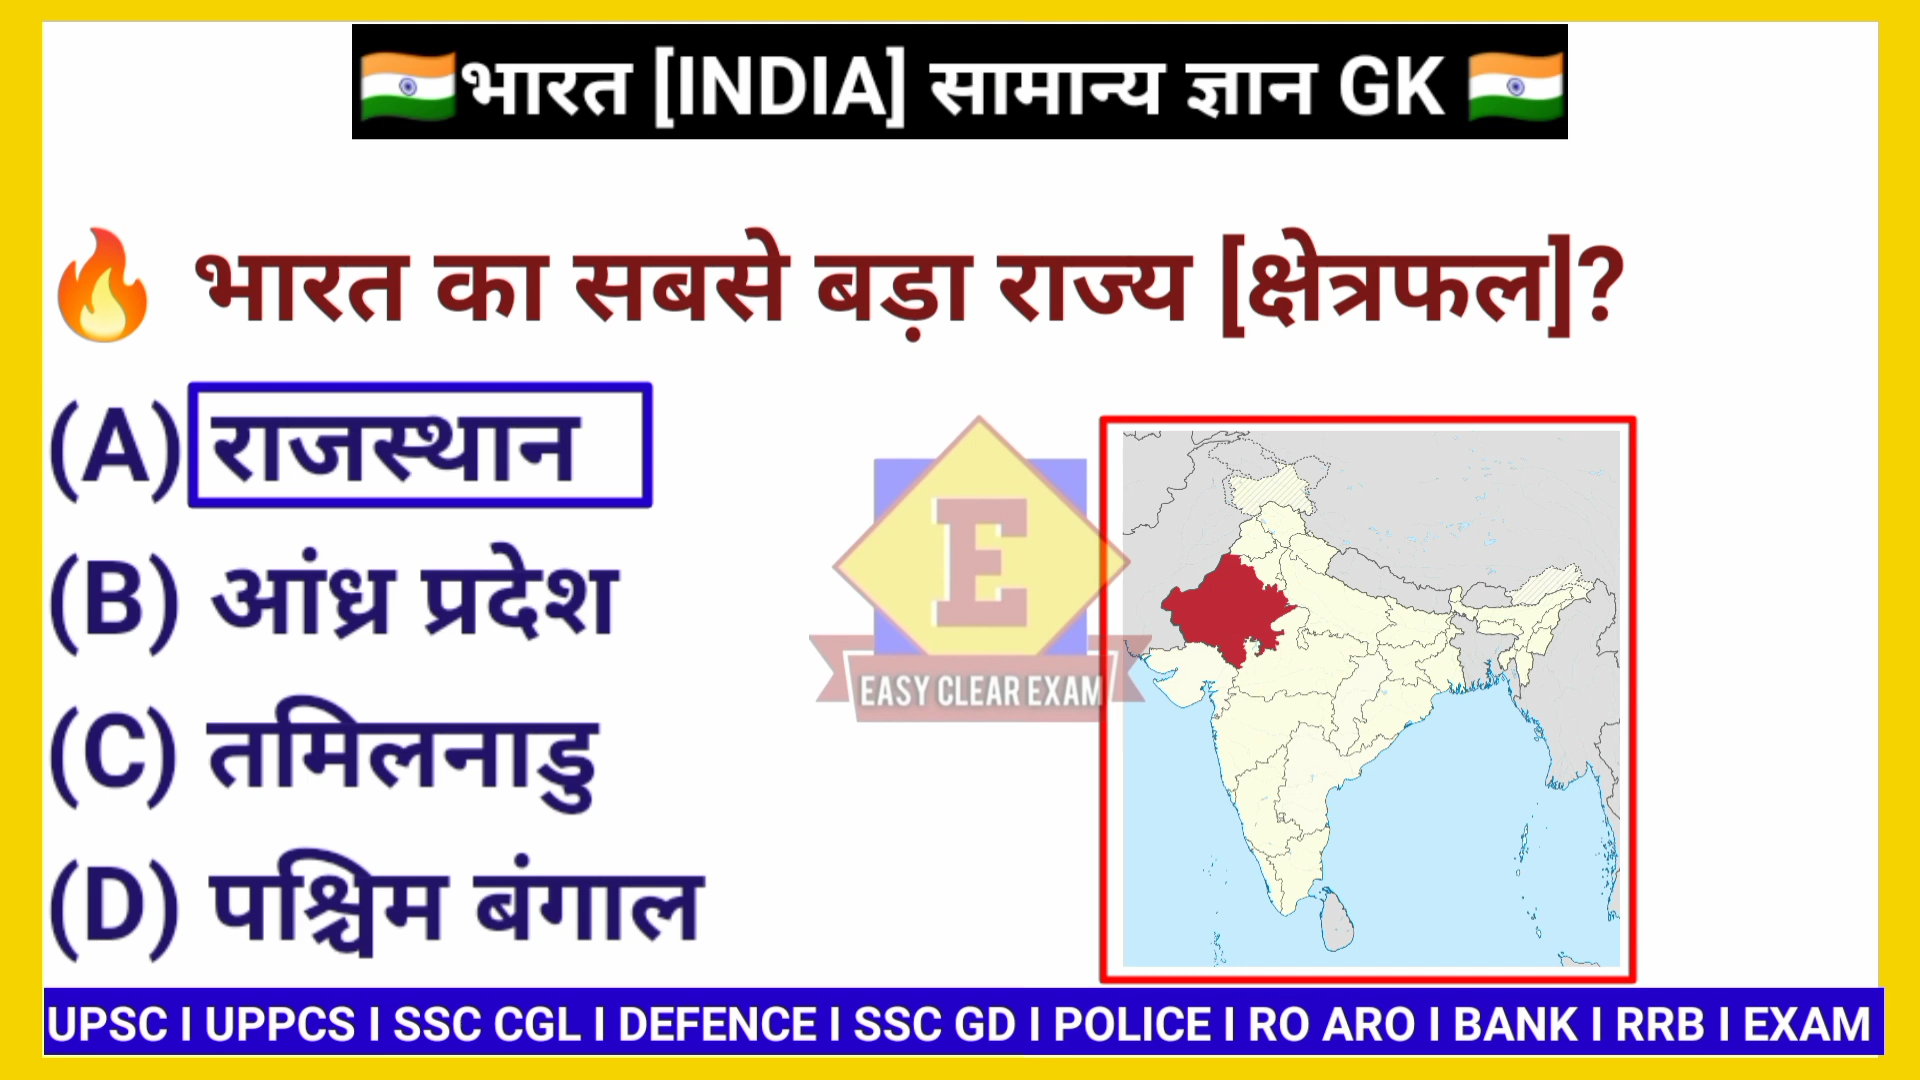 🇮🇳भारत [INDIA] सामान्य ज्ञान GK 🇮🇳
🔥 भारत का सबसे बड़ा राज्य [क्षेत्रफल]?
(A) राजस्थान
(B) आंध्र प्रदेश
(C) तमिलनाडु
(D) पश्चिम बंगाल
E
EASY CLEAR EXAM
UPSC I UPPCS I SSC CGL I DEFENCE I SSC GD I POLICE I RO ARO I BANK I RRB I EXAM